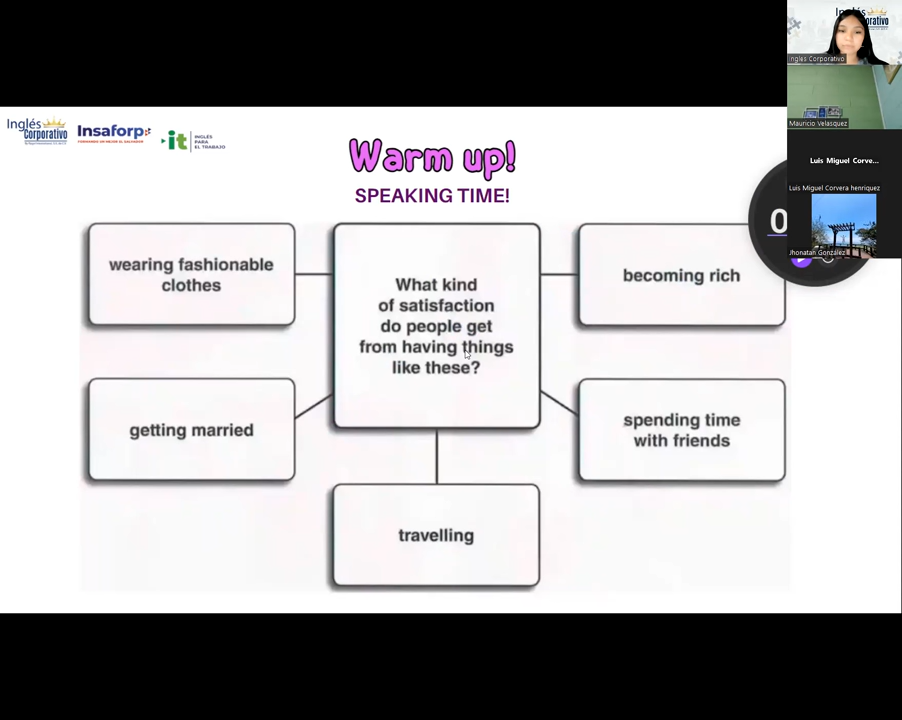 Inglés
Corporativo
Insaforp
FORMANDO UN MEJOR EL SALVADOR
it
INGLÉS
PARA
EL TRABAJO
Warm up!
SPEAKING TIME!
wearing fashionable
clothes
What kind
of satisfaction
do people get
from having things
like these?
becoming rich
getting married
spending time
with friends
travelling
0
Inglés Corporativo
Mauricio Velasquez
Luis Miguel Corve...
Luis Miguel Corvera henriquez
Jhonatan González